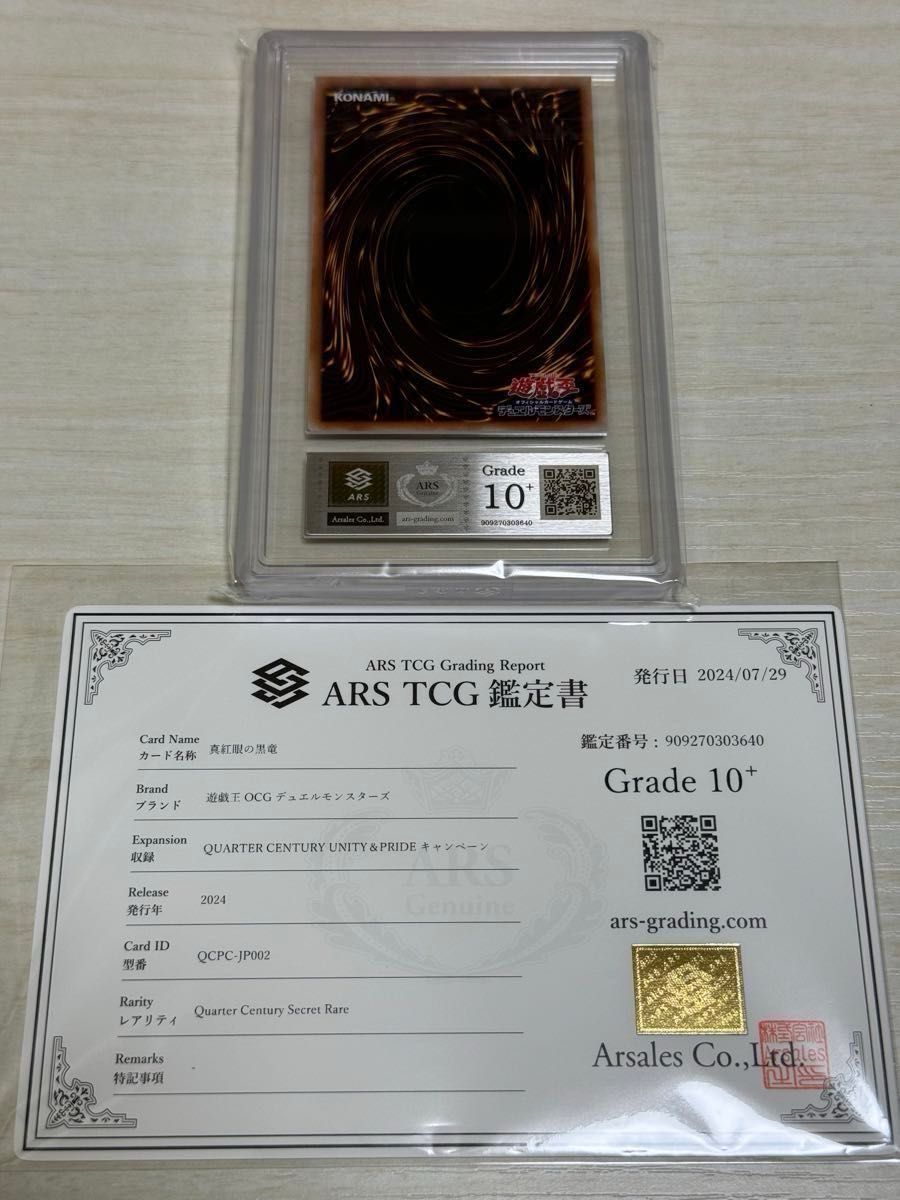 KONAMI
遊戯王
オフィシャルカードゲーム
デュエルモンスターズ
ARS
Arsales Co.,Ltd.
ARS
Genuine
ars-grading.com
Grade
10+
909270303640
ARS TCG Grading Report
ARS TCG 鑑定書
発行日 2024/07/29
Card Name
カード名称 真紅眼の黒竜
Brand
ブランド 遊戯王 OCG デュエルモンスターズ
Expansion
収録 QUARTER CENTURY UNITY&PRIDE キャンペーン
Release
発行年 2024
Card ID
型番 QCPC-JP002
Rarity
レアリティ Quarter Century Secret Rare
Remarks
特記事項
ARS
Genuine
鑑定番号 : 909270303640
Grade 10+
ars-grading.com
Arsales Co.,Ltd.
Arsales